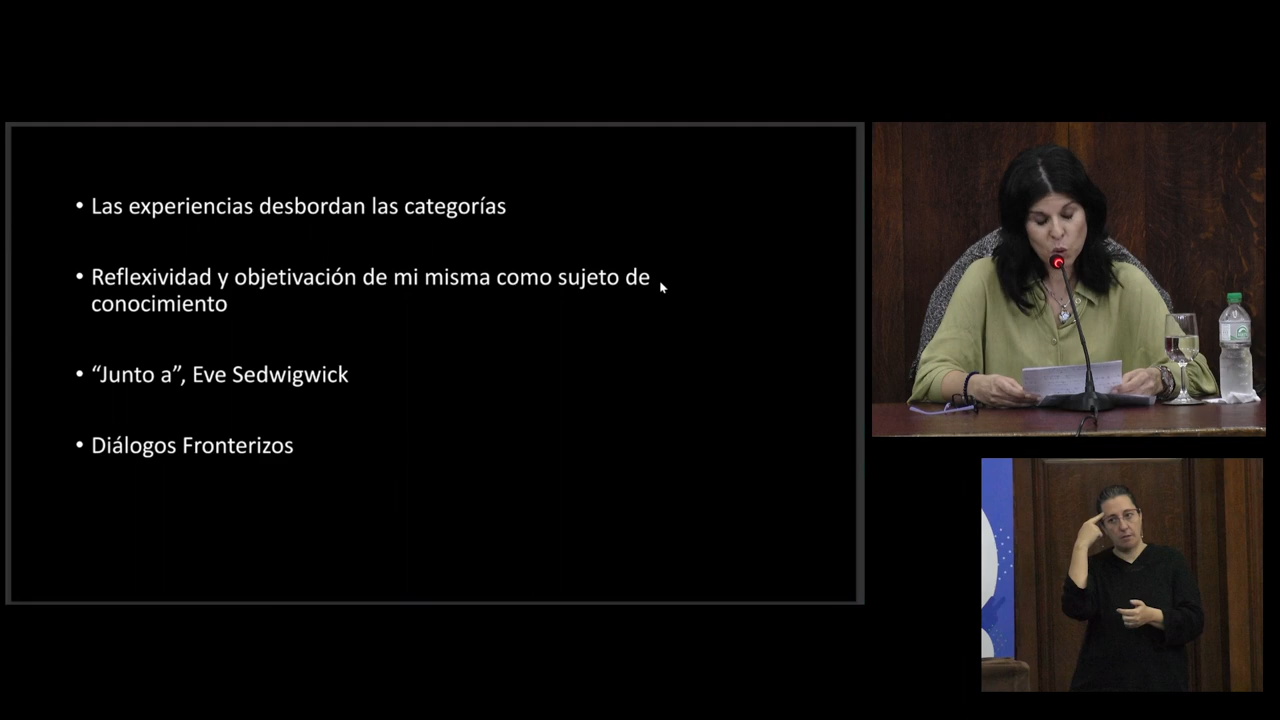 • Las experiencias desbordan las categorías
• Reflexividad y objetivación de mi misma como sujeto de
conocimiento
• “Junto a”, Eve Sedwigwick
• Diálogos Fronterizos